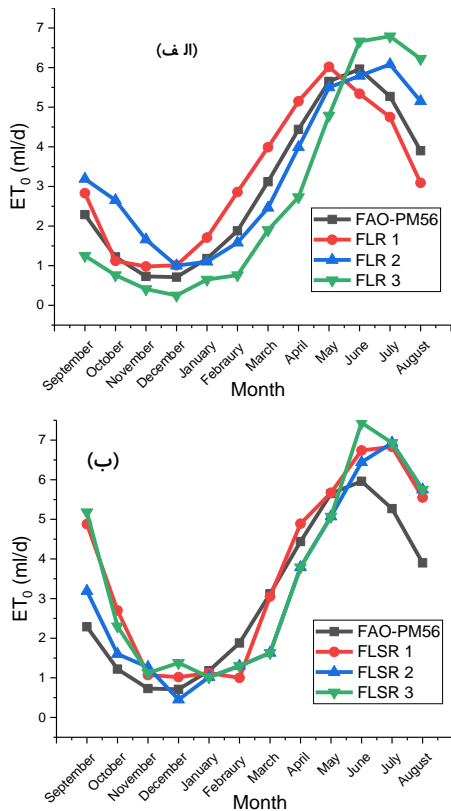 (الف)
ET0 (ml/d)
7
6
5
4
3
2
1
0
FAO-PM56
FLR 1
FLR 2
FLR 3
September
October
November
December
January
Febraury
March
April
May
June
July
August
Month
(ب)
ET0 (ml/d)
7
6
5
4
3
2
1
0
FAO-PM56
FLSR 1
FLSR 2
FLSR 3
September
October
November
December
January
Febraury
March
April
May
June
July
August
Month